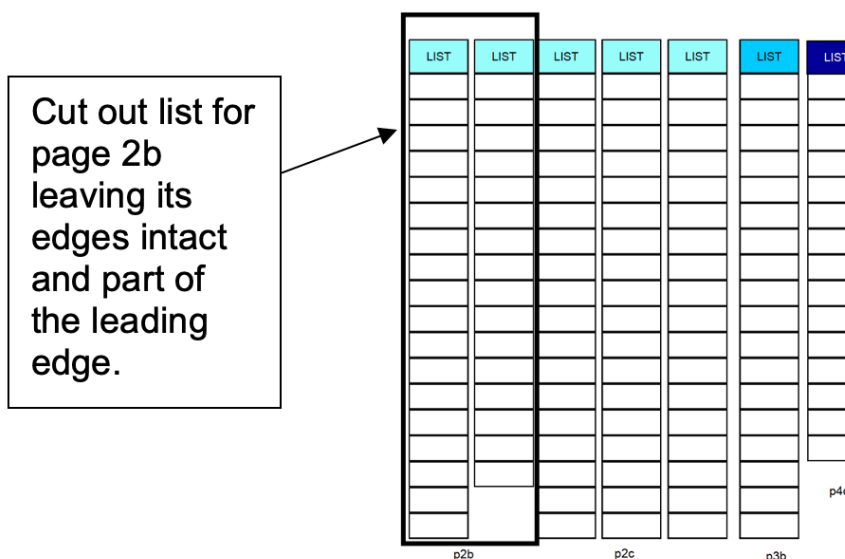 LIST LIST LIST LIST LIST LIST LIST
Cut out list for
page 2b
leaving its
edges intact
and part of
the leading
edge.
p2b p2c p3b